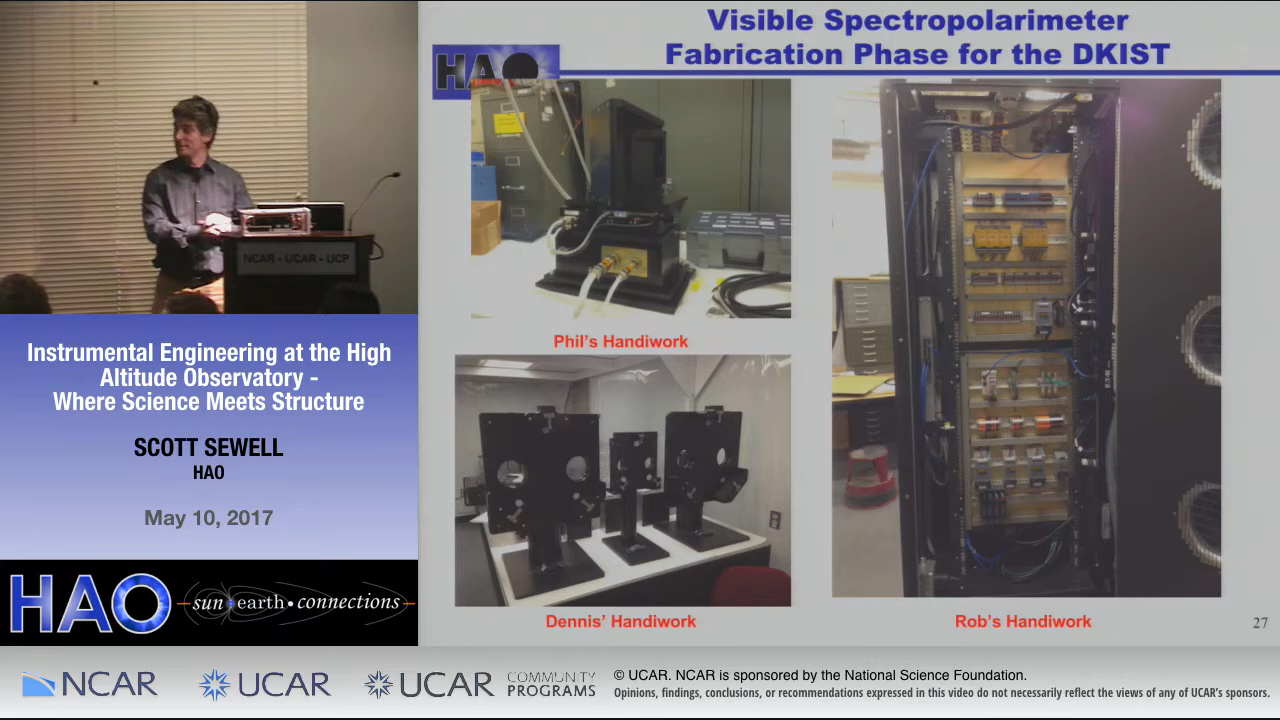 Visible Spectropolarimeter
Fabrication Phase for the DKIST
HAO
NCAR - UCAR - UCP
Phil's Handiwork
Dennis' Handiwork
Rob's Handiwork
27
Instrumental Engineering at the High
Altitude Observatory -
Where Science Meets Structure
SCOTT SEWELL
HAO
May 10, 2017
HAO
sun • earth • connections
NCAR
UCAR
UCAR
COMMUNITY
PROGRAMS
© UCAR. NCAR is sponsored by the National Science Foundation.
Opinions, findings, conclusions, or recommendations expressed in this video do not necessarily reflect the views of any of UCAR's sponsors.